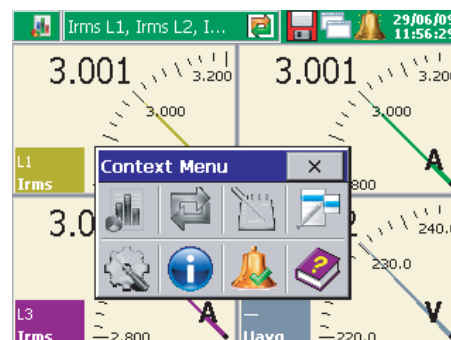 Irms L1, Irms L2, I...
29/06/09
11:56:29
3.001
3.200
3.000
L1
Irms
3.001
3.20
3.000
A
800
Context Menu
3.0
L3
Irms
A
2.800
240.
230.0
V
—
Uavg
220.0